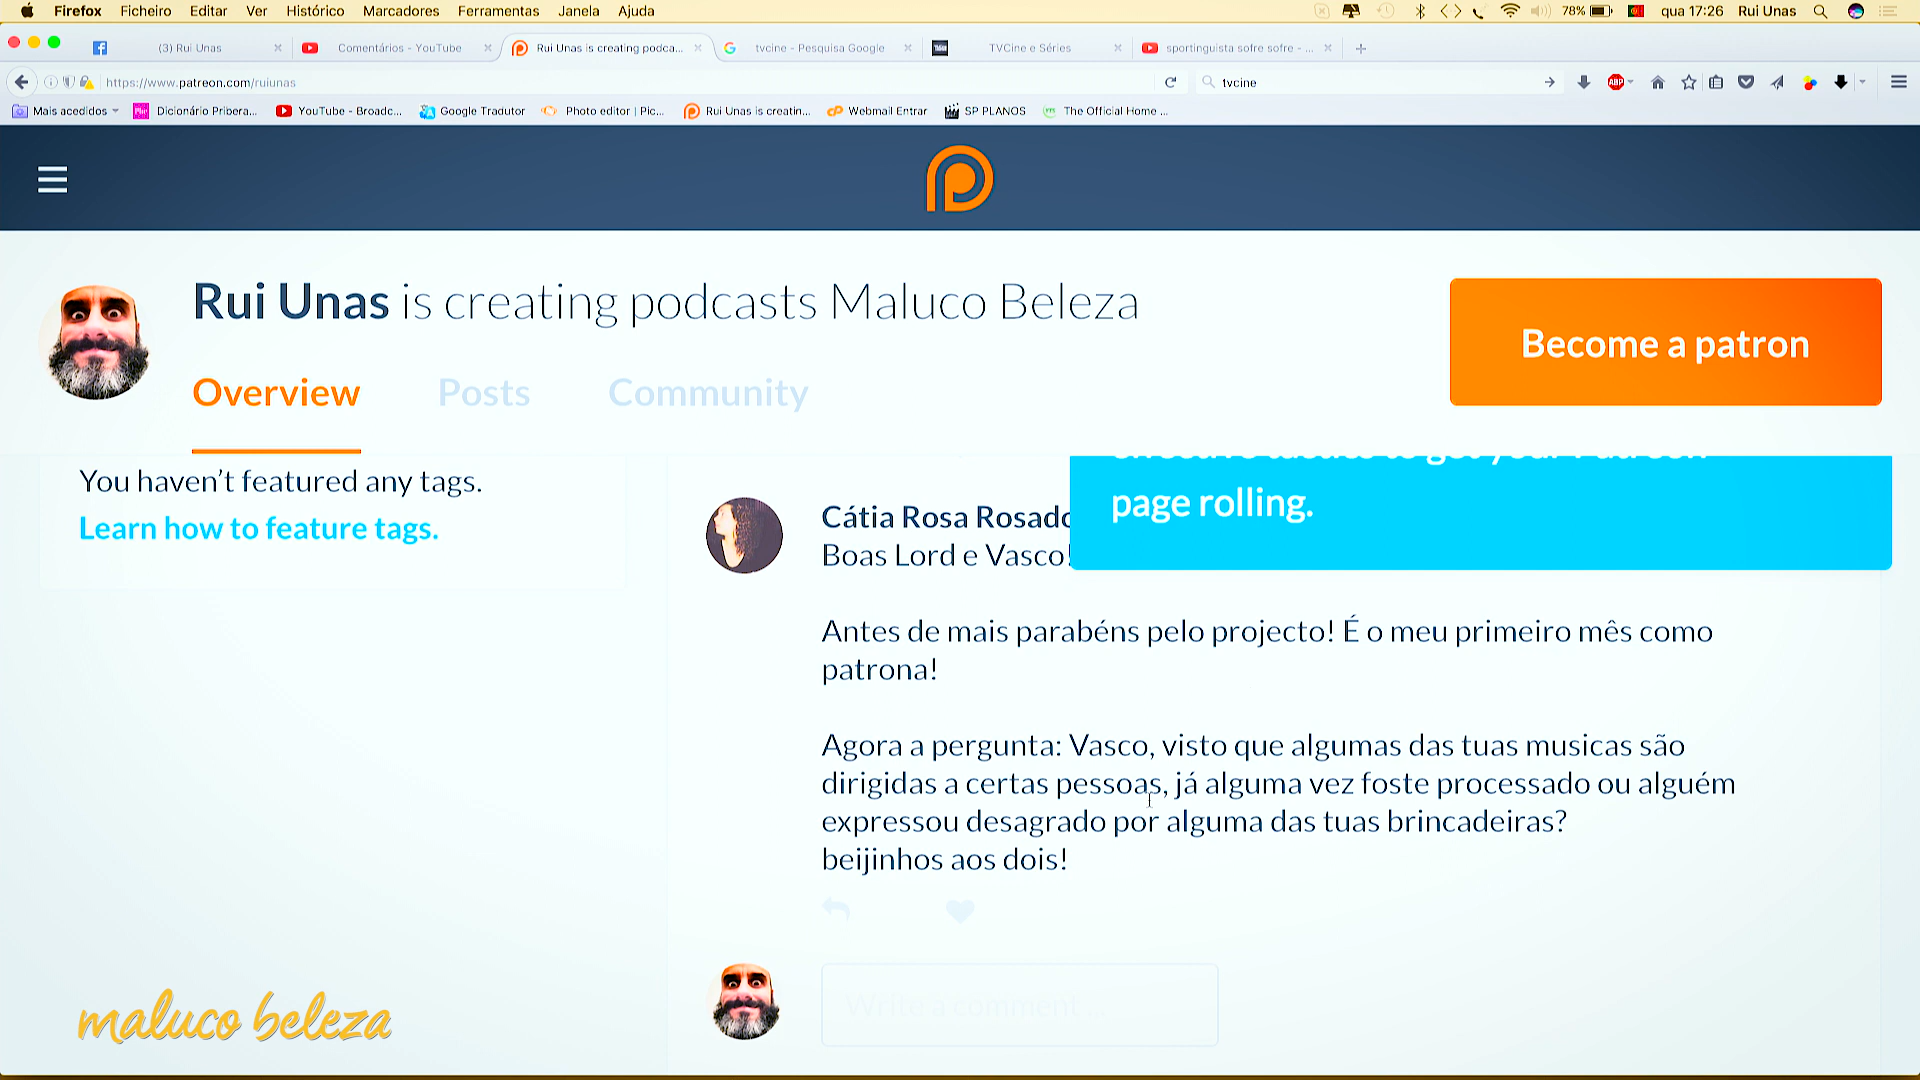 Firefox Ficheiro Editar Ver Histórico Marcadores Ferramentas Janela Ajuda 78% qua 17:26 Rui Unas
(3) Rui Unas Comentários - YouTube Rui Unas is creating podca... tvcine - Pesquisa Google TVCine e Séries sportinguista sofre sofre - ...
https://www.patreon.com/ruiunas tvcine ABP
Mais acedidos Dicionário Pribera... YouTube - Broadc... Google Tradutor Photo editor | Pic... Rui Unas is creatin... Webmail Entrar SP PLANOS The Official Home ...
Rui Unas is creating podcasts Maluco Beleza
Become a patron
Overview Posts Community
You haven't featured any tags.
Learn how to feature tags.
page rolling.
Cátia Rosa Rosado
Boas Lord e Vasco!
Antes de mais parabéns pelo projecto! É o meu primeiro mês como
patrona!
Agora a pergunta: Vasco, visto que algumas das tuas musicas são
dirigidas a certas pessoas, já alguma vez foste processado ou alguém
expressou desagrado por alguma das tuas brincadeiras?
beijinhos aos dois!
Write a comment ...
maluco beleza